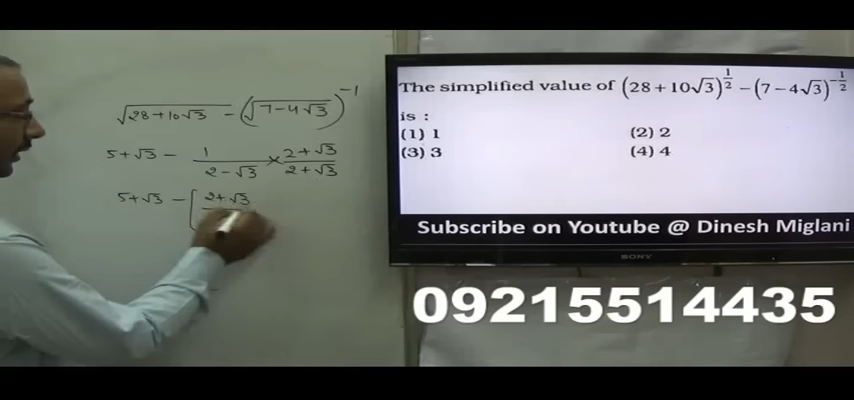 √28+10√3 - (√7-4√3)^-1
5+√3 - 1/(2-√3) × (2+√3)/(2+√3)
5+√3 - [2+√3
The simplified value of (28+10√3)^(1/2) - (7-4√3)^(-1/2)
is :
(1) 1 (2) 2
(3) 3 (4) 4
Subscribe on Youtube @ Dinesh Miglani
SONY
09215514435